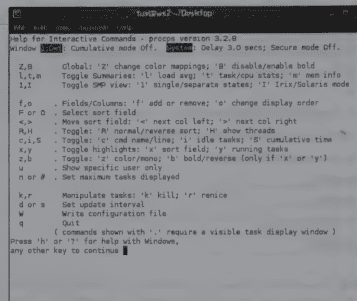 tux@ws2:~/Desktop
Help for Interactive Commands - procps version 3.2.8
Window 1:Def: Cumulative mode Off.  System: Delay 3.0 secs; Secure mode Off.
Z,B       Global: 'Z' change color mappings; 'B' disable/enable bold
l,t,m     Toggle Summaries: 'l' load avg; 't' task/cpu stats; 'm' mem info
1,I       Toggle SMP view: '1' single/separate states; 'I' Irix/Solaris mode
f,o     . Fields/Columns: 'f' add or remove; 'o' change display order
F or O  . Select sort field
<,>     . Move sort field: '<' next col left; '>' next col right
R,H     . Toggle: 'R' normal/reverse sort; 'H' show threads
c,i,S   . Toggle: 'c' cmd name/line; 'i' idle tasks; 'S' cumulative time
x,y     . Toggle highlights: 'x' sort field; 'y' running tasks
z,b     . Toggle: 'z' color/mono; 'b' bold/reverse (only if 'x' or 'y')
u       . Show specific user only
n or #  . Set maximum tasks displayed
k,r       Manipulate tasks: 'k' kill; 'r' renice
d or s    Set update interval
W         Write configuration file
q         Quit
( commands shown with '.' require a visible task display window )
Press 'h' or '?' for help with Windows,
any other key to continue